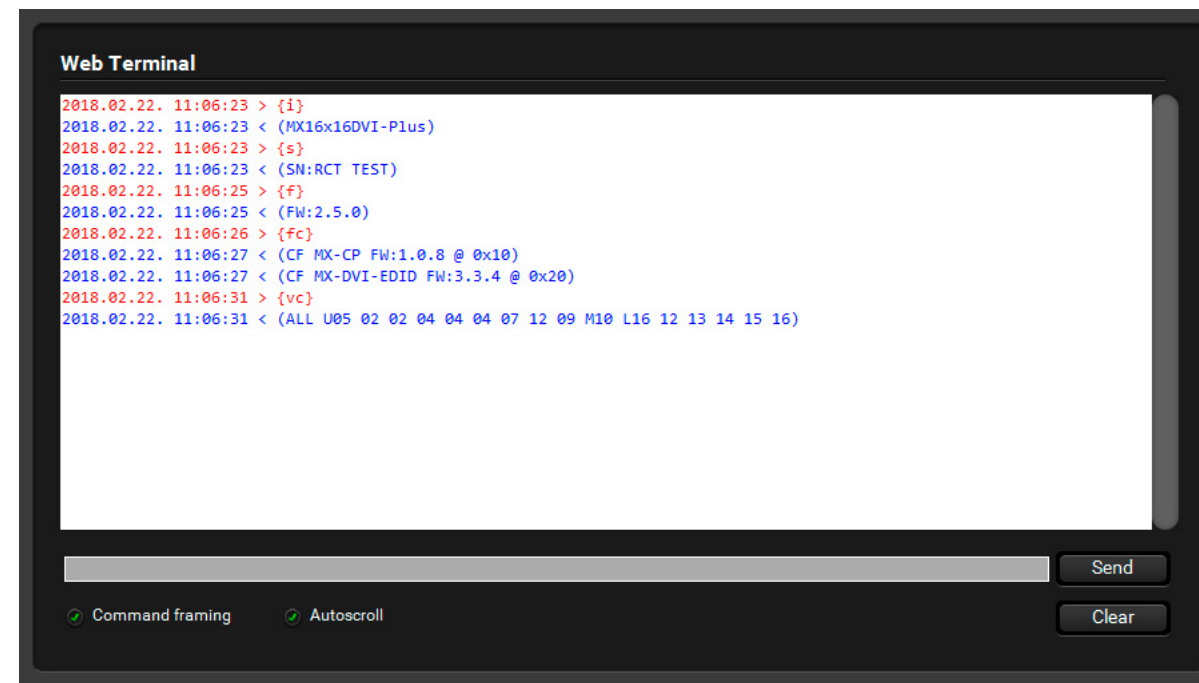 Web Terminal
2018.02.22. 11:06:23 > {i}
2018.02.22. 11:06:23 < (MX16x16DVI-Plus)
2018.02.22. 11:06:23 > {s}
2018.02.22. 11:06:23 < (SN:RCT TEST)
2018.02.22. 11:06:25 > {f}
2018.02.22. 11:06:25 < (FW:2.5.0)
2018.02.22. 11:06:26 > {fc}
2018.02.22. 11:06:27 < (CF MX-CP FW:1.0.8 @ 0x10)
2018.02.22. 11:06:27 < (CF MX-DVI-EDID FW:3.3.4 @ 0x20)
2018.02.22. 11:06:31 > {vc}
2018.02.22. 11:06:31 < (ALL U05 02 02 04 04 04 07 12 09 M10 L16 12 13 14 15 16)
Send
Command framing Autoscroll Clear